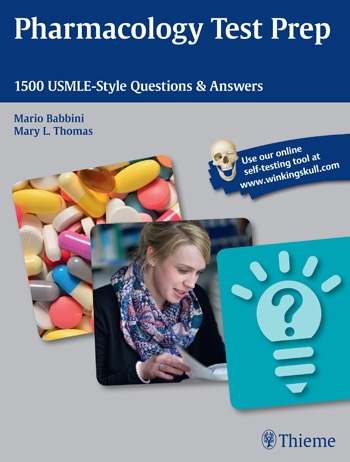 Pharmacology Test Prep
1500 USMLE-Style Questions & Answers
Mario Babbini
Mary L. Thomas
Use our online
self-testing tool at
www.winkingskull.com
?
Thieme